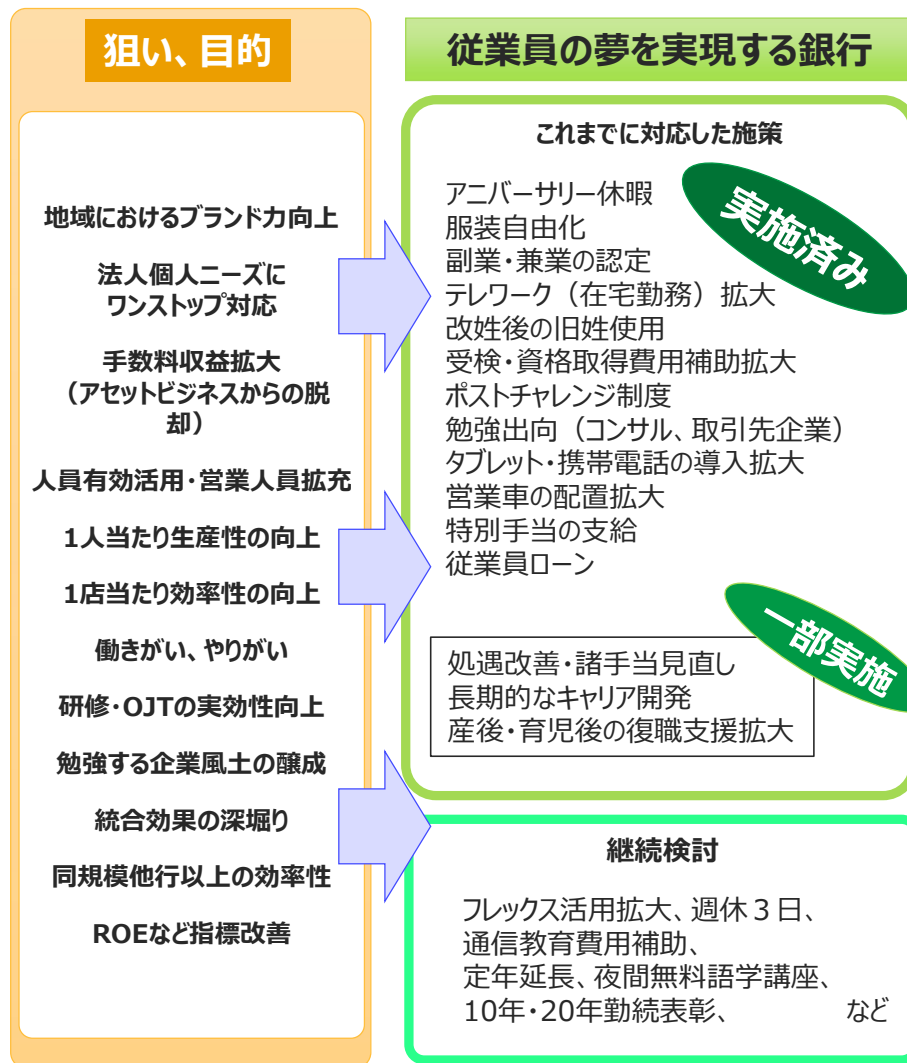 狙い、目的
地域におけるブランド力向上
法人個人ニーズに
ワンストップ対応
手数料収益拡大
（アセットビジネスからの脱
却）
人員有効活用・営業人員拡充
1人当たり生産性の向上
1店当たり効率性の向上
働きがい、やりがい
研修・OJTの実効性向上
勉強する企業風土の醸成
統合効果の深堀り
同規模他行以上の効率性
ROEなど指標改善
従業員の夢を実現する銀行
これまでに対応した施策
実施済み
アニバーサリー休暇
服装自由化
副業・兼業の認定
テレワーク（在宅勤務）拡大
改姓後の旧姓使用
受検・資格取得費用補助拡大
ポストチャレンジ制度
勉強出向（コンサル、取引先企業）
タブレット・携帯電話の導入拡大
営業車の配置拡大
特別手当の支給
従業員ローン
一部実施
処遇改善・諸手当見直し
長期的なキャリア開発
産後・育児後の復職支援拡大
継続検討
フレックス活用拡大、週休３日、
通信教育費用補助、
定年延長、夜間無料語学講座、
10年・20年勤続表彰、　など